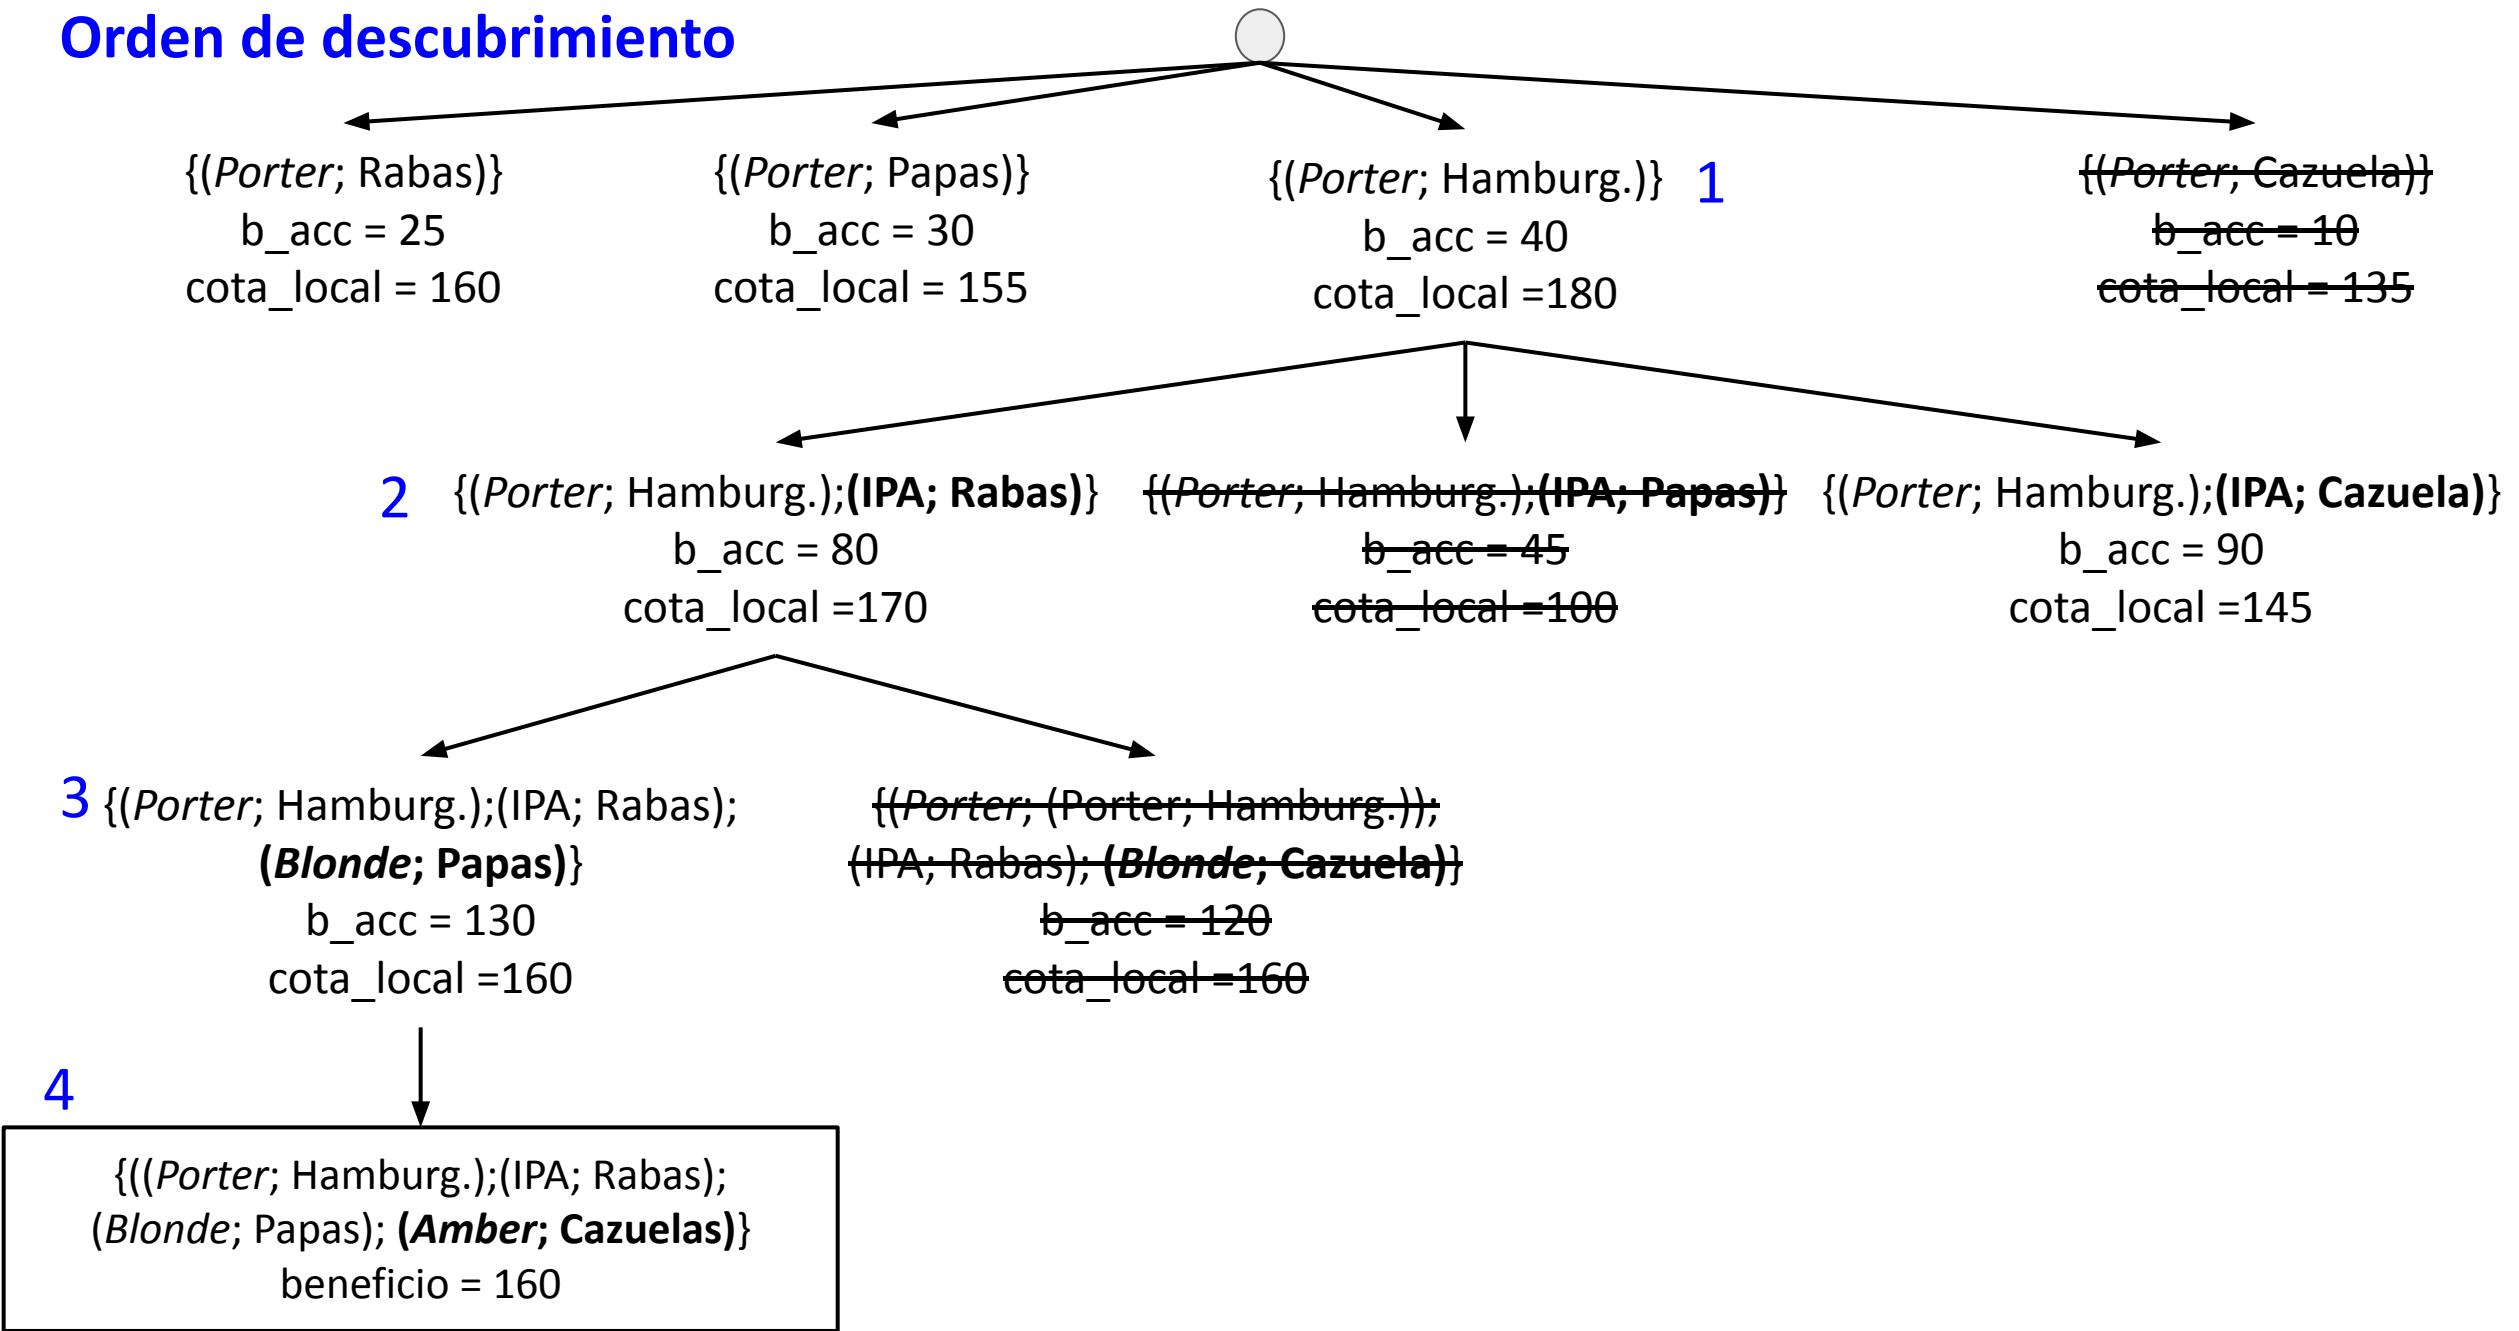 Orden de descubrimiento
{(Porter; Rabas)}
b_acc = 25
cota_local = 160
{(Porter; Papas)}
b_acc = 30
cota_local = 155
{(Porter; Hamburg.)} 1
b_acc = 40
cota_local =180
{(Porter; Cazuela)}
b_acc = 10
cota_local = 135
2 {(Porter; Hamburg.);(IPA; Rabas)}
b_acc = 80
cota_local =170
{(Porter; Hamburg.);(IPA; Papas)}
b_acc = 45
cota_local =100
{(Porter; Hamburg.);(IPA; Cazuela)}
b_acc = 90
cota_local =145
3 {(Porter; Hamburg.);(IPA; Rabas);
(Blonde; Papas)}
b_acc = 130
cota_local =160
{(Porter; (Porter; Hamburg.));
(IPA; Rabas); (Blonde; Cazuela)}
b_acc = 120
cota_local =160
4
{((Porter; Hamburg.);(IPA; Rabas);
(Blonde; Papas); (Amber; Cazuelas)}
beneficio = 160